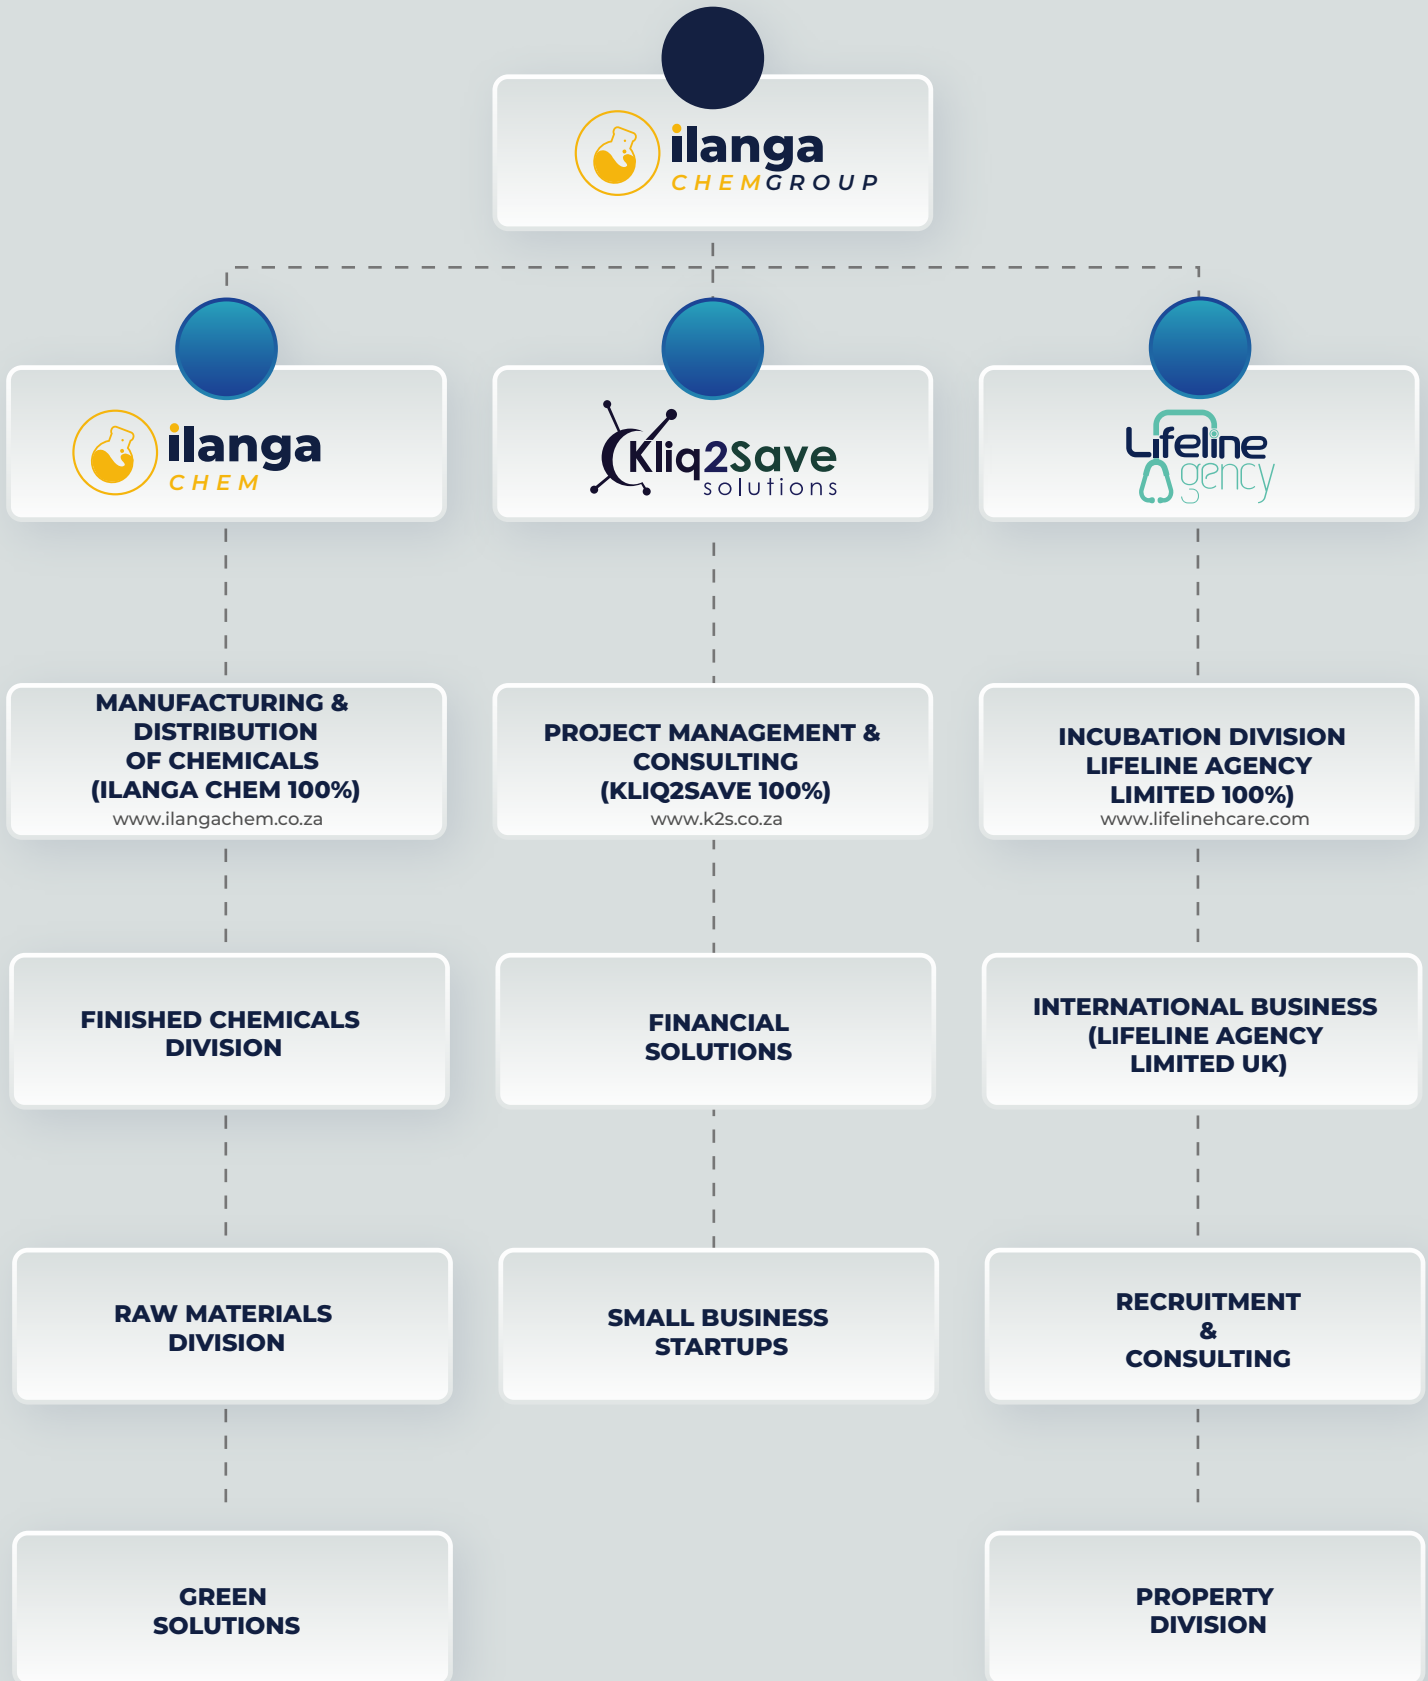 ilanga
CHEMGROUP
ilanga
CHEM
Kliq2Save
solutions
Lifeline
Agency
MANUFACTURING &
DISTRIBUTION
OF CHEMICALS
(ILANGA CHEM 100%)
www.ilangachem.co.za
PROJECT MANAGEMENT &
CONSULTING
(KLIQ2SAVE 100%)
www.k2s.co.za
INCUBATION DIVISION
LIFELINE AGENCY
LIMITED 100%)
www.lifelinehcare.com
FINISHED CHEMICALS
DIVISION
FINANCIAL
SOLUTIONS
INTERNATIONAL BUSINESS
(LIFELINE AGENCY
LIMITED UK)
RAW MATERIALS
DIVISION
SMALL BUSINESS
STARTUPS
RECRUITMENT
&
CONSULTING
GREEN
SOLUTIONS
PROPERTY
DIVISION